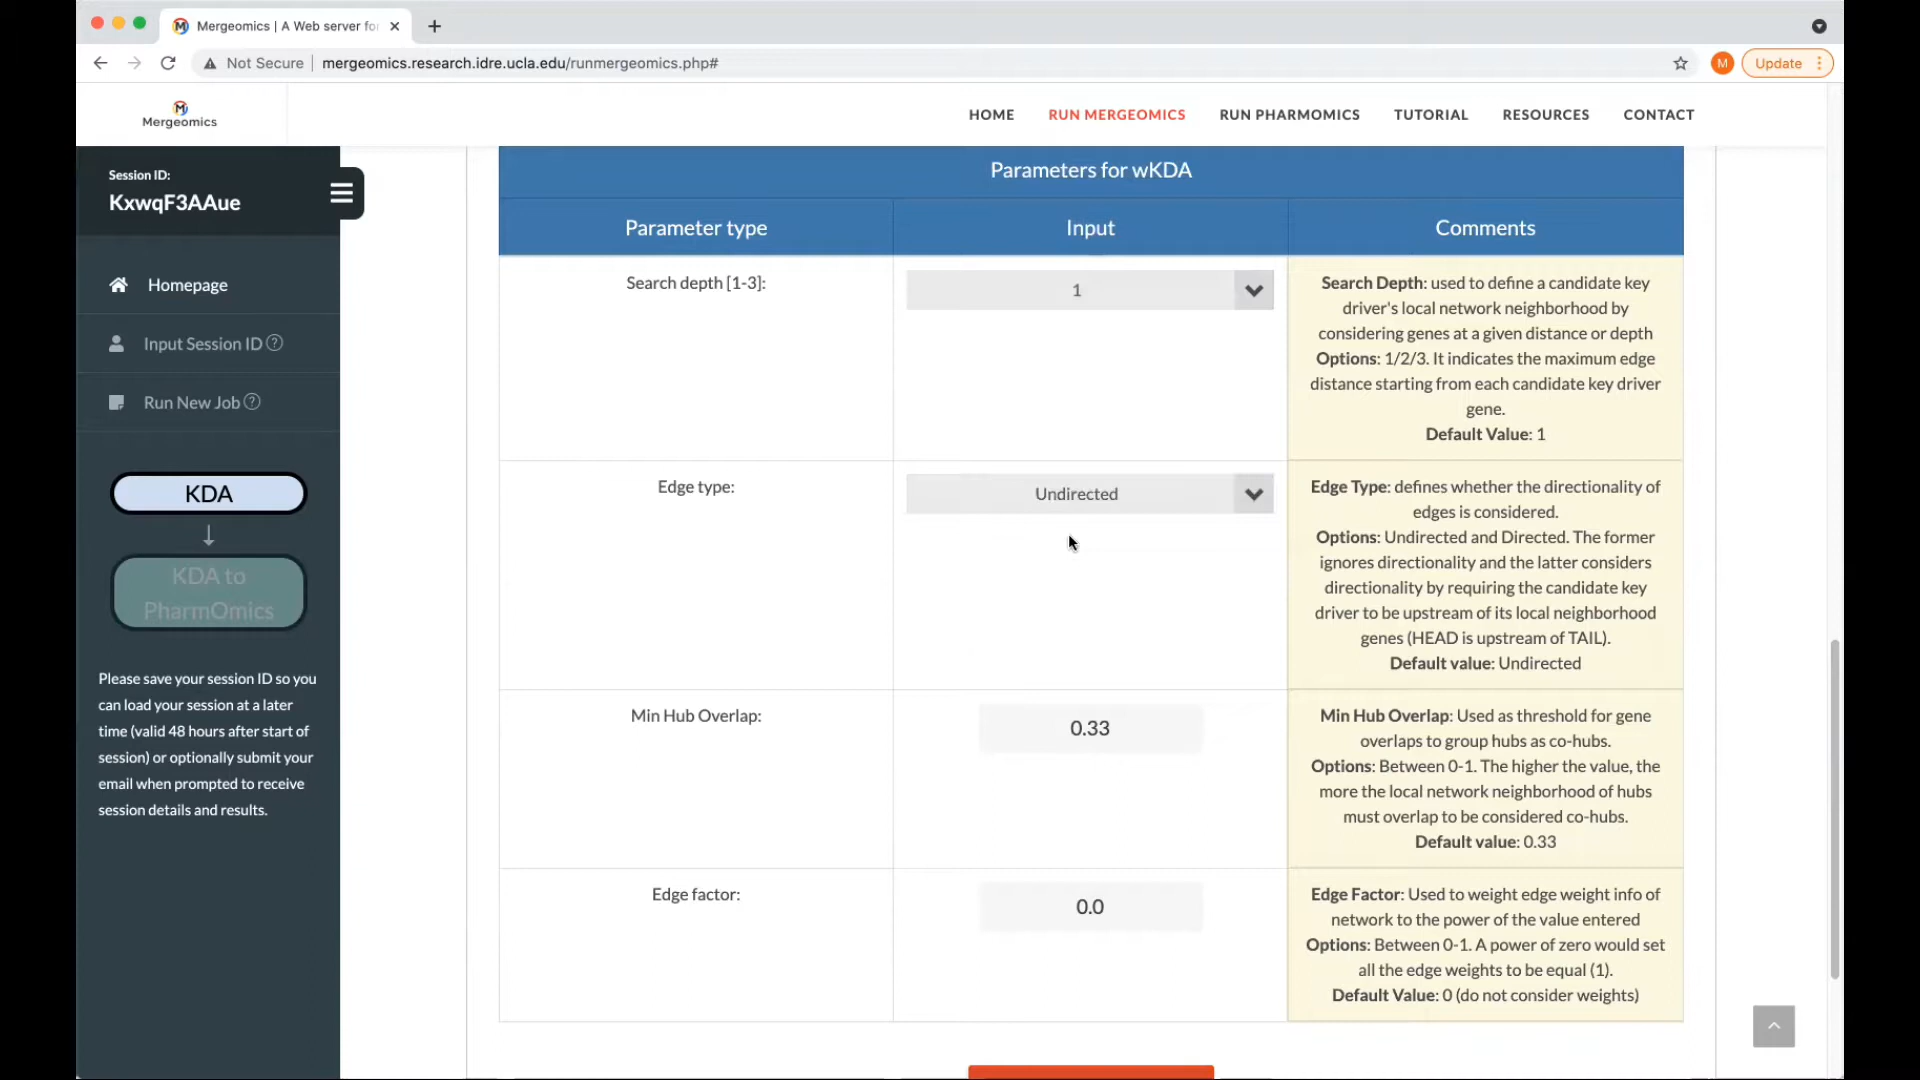 Mergeomics | A Web server for
Not Secure
mergeomics.research.idre.ucla.edu/runmergeomics.php#
M
Update
Mergeomics
HOME
RUN MERGEOMICS
RUN PHARMOMICS
TUTORIAL
RESOURCES
CONTACT
Session ID:
KxwqF3AAue
Homepage
Input Session ID ?
Run New Job ?
KDA
KDA to
PharmOmics
Please save your session ID so you
can load your session at a later
time (valid 48 hours after start of
session) or optionally submit your
email when prompted to receive
session details and results.
Parameters for wKDA
Parameter type
Input
Comments
Search depth [1-3]:
1
Search Depth: used to define a candidate key
driver's local network neighborhood by
considering genes at a given distance or depth
Options: 1/2/3. It indicates the maximum edge
distance starting from each candidate key driver
gene.
Default Value: 1
Edge type:
Undirected
Edge Type: defines whether the directionality of
edges is considered.
Options: Undirected and Directed. The former
ignores directionality and the latter considers
directionality by requiring the candidate key
driver to be upstream of its local neighborhood
genes (HEAD is upstream of TAIL).
Default value: Undirected
Min Hub Overlap:
0.33
Min Hub Overlap: Used as threshold for gene
overlaps to group hubs as co-hubs.
Options: Between 0-1. The higher the value, the
more the local network neighborhood of hubs
must overlap to be considered co-hubs.
Default value: 0.33
Edge factor:
0.0
Edge Factor: Used to weight edge weight info of
network to the power of the value entered
Options: Between 0-1. A power of zero would set
all the edge weights to be equal (1).
Default Value: 0 (do not consider weights)